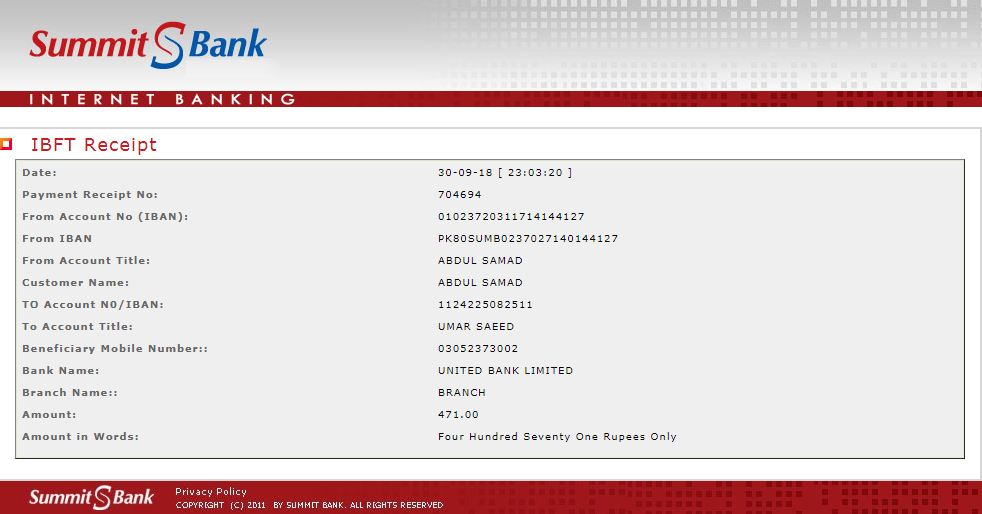 Summit S Bank
INTERNET BANKING
IBFT Receipt
Date: 30-09-18 [ 23:03:20 ]
Payment Receipt No: 704694
From Account No (IBAN): 01023720311714144127
From IBAN PK80SUMB0237027140144127
From Account Title: ABDUL SAMAD
Customer Name: ABDUL SAMAD
TO Account N0/IBAN: 1124225082511
To Account Title: UMAR SAEED
Beneficiary Mobile Number:: 03052373002
Bank Name: UNITED BANK LIMITED
Branch Name:: BRANCH
Amount: 471.00
Amount in Words: Four Hundred Seventy One Rupees Only
Summit S Bank
Privacy Policy
COPYRIGHT (C) 2011 BY SUMMIT BANK. ALL RIGHTS RESERVED